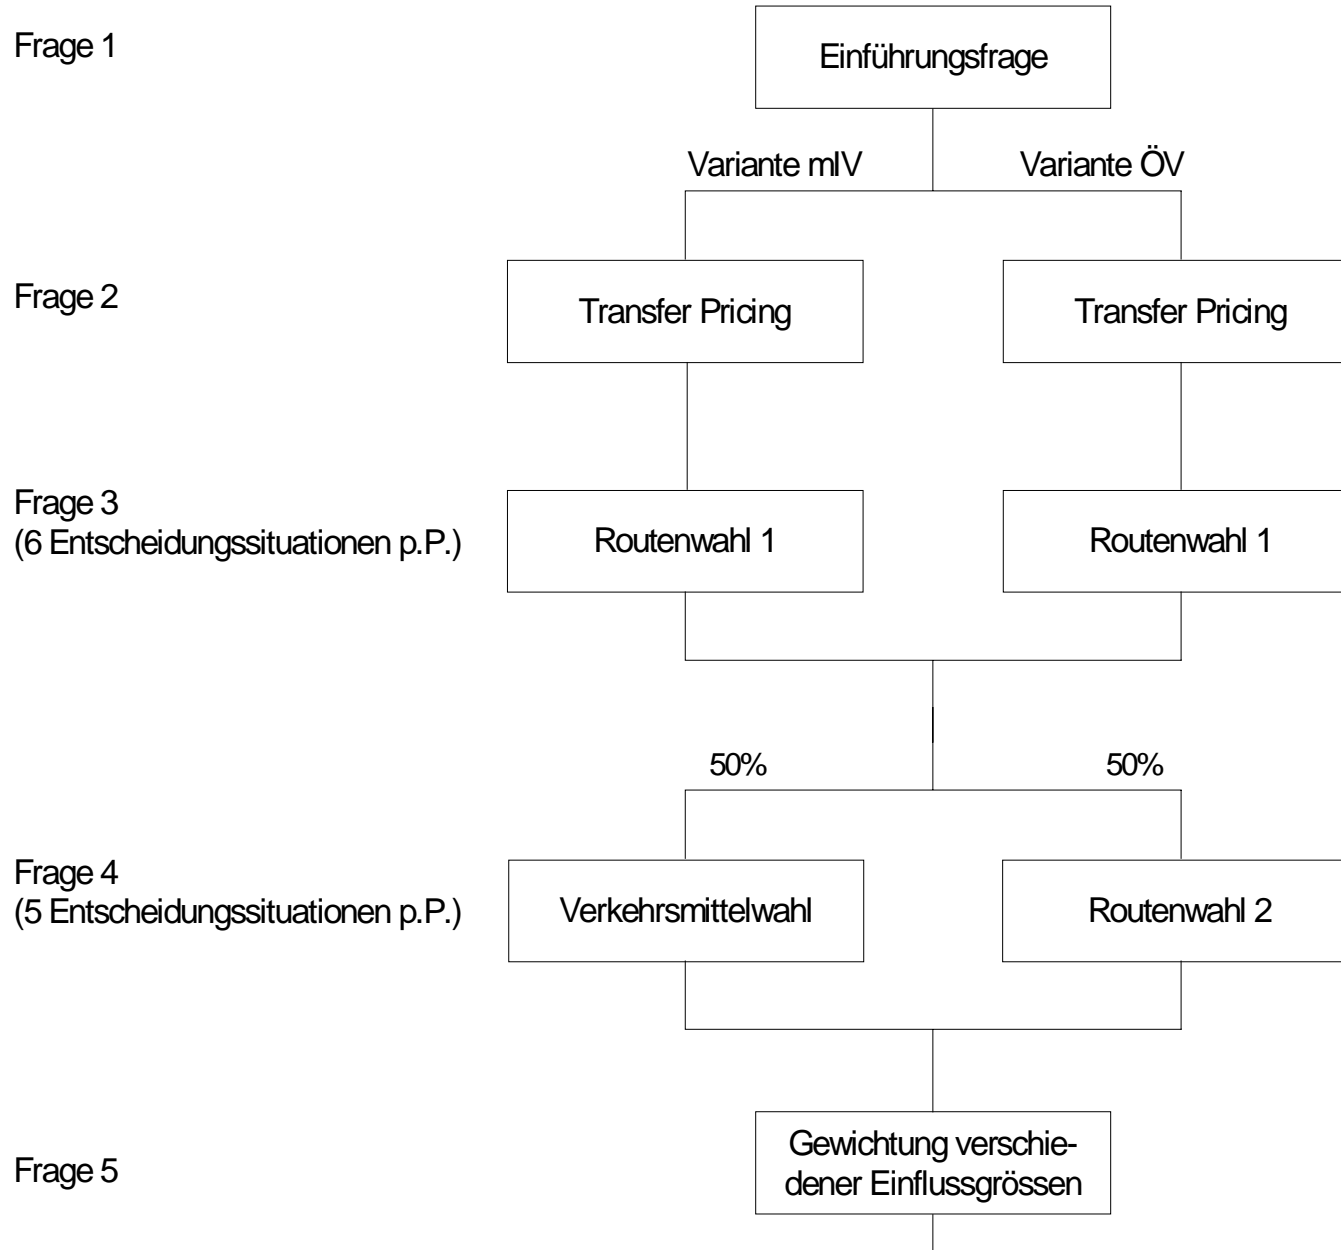 Frage 1
Einführungsfrage
Variante mIV
Variante ÖV
Frage 2
Transfer Pricing
Transfer Pricing
Frage 3
(6 Entscheidungssituationen p.P.)
Routenwahl 1
Routenwahl 1
50%
50%
Frage 4
(5 Entscheidungssituationen p.P.)
Verkehrsmittelwahl
Routenwahl 2
Frage 5
Gewichtung verschie-
dener Einflussgrössen